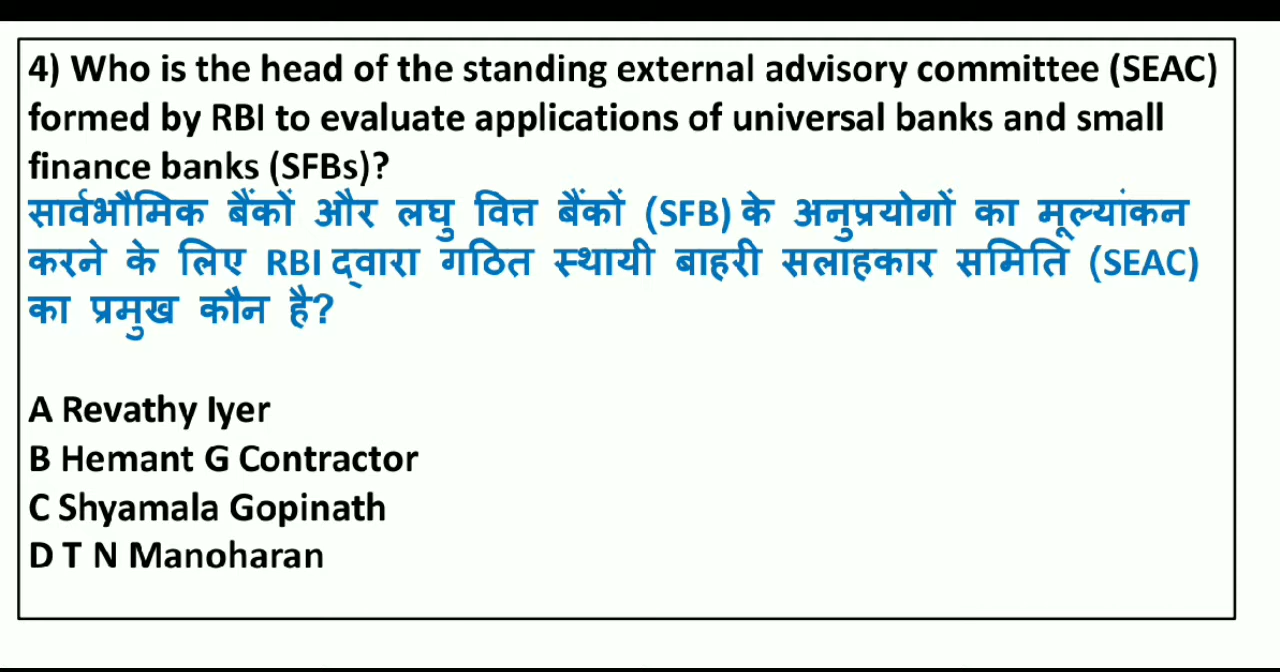 4) Who is the head of the standing external advisory committee (SEAC)
formed by RBI to evaluate applications of universal banks and small
finance banks (SFBs)?
सार्वभौमिक बैंकों और लघु वित्त बैंकों (SFB) के अनुप्रयोगों का मूल्यांकन
करने के लिए RBI द्वारा गठित स्थायी बाहरी सलाहकार समिति (SEAC)
का प्रमुख कौन है?
A Revathy Iyer
B Hemant G Contractor
C Shyamala Gopinath
D T N Manoharan